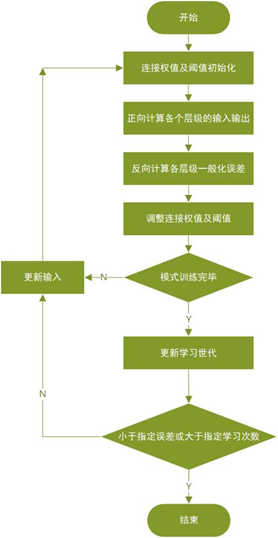 开始
连接权值及阈值初始化
正向计算各个层级的输入输出
反向计算各层级一般化误差
调整连接权值及阈值
模式训练完毕
N
更新输入
Y
更新学习世代
N
小于指定误差或大于指定学习次数
Y
结束